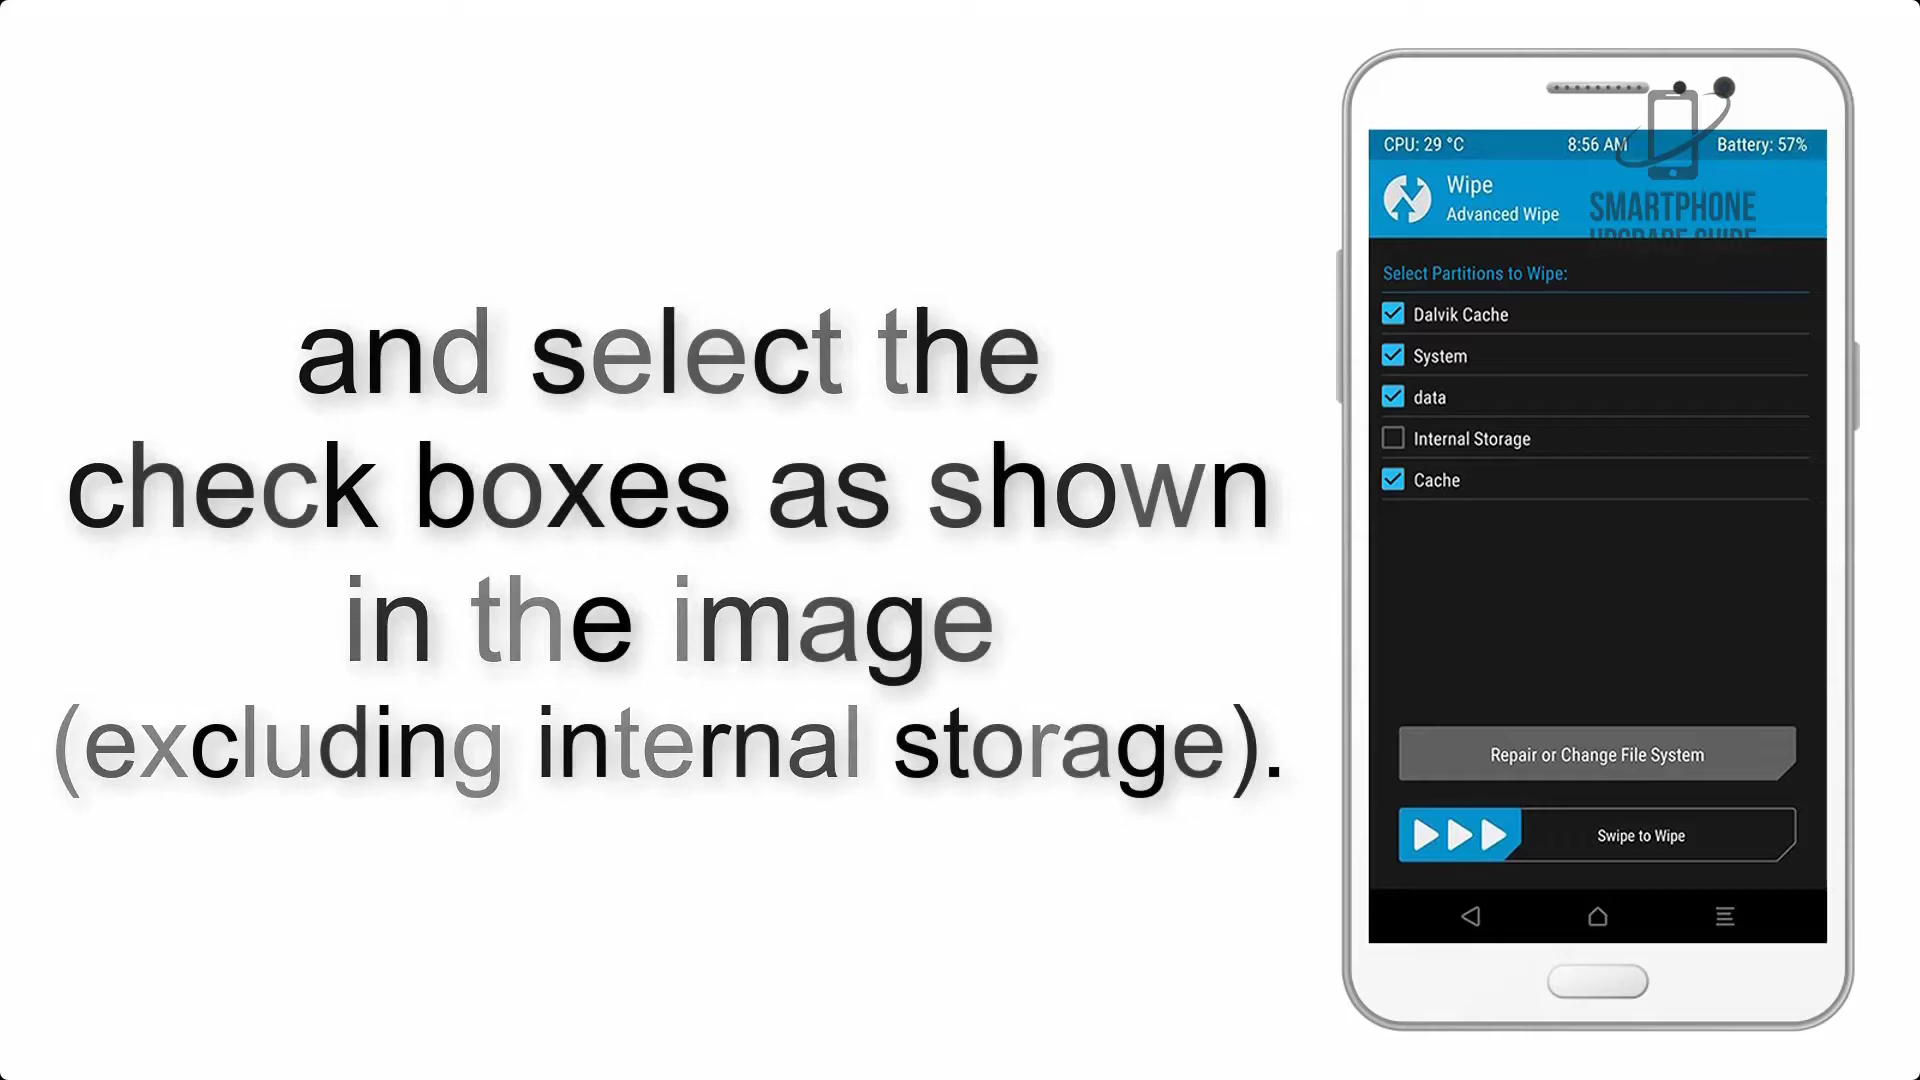 and select the
check boxes as shown
in the image
(excluding internal storage).
CPU: 29 °C 8:56 AM Battery: 57%
Wipe
Advanced Wipe
SMARTPHONE
UPGRADE GUIDE
Select Partitions to Wipe:
Dalvik Cache
System
data
Internal Storage
Cache
Repair or Change File System
Swipe to Wipe